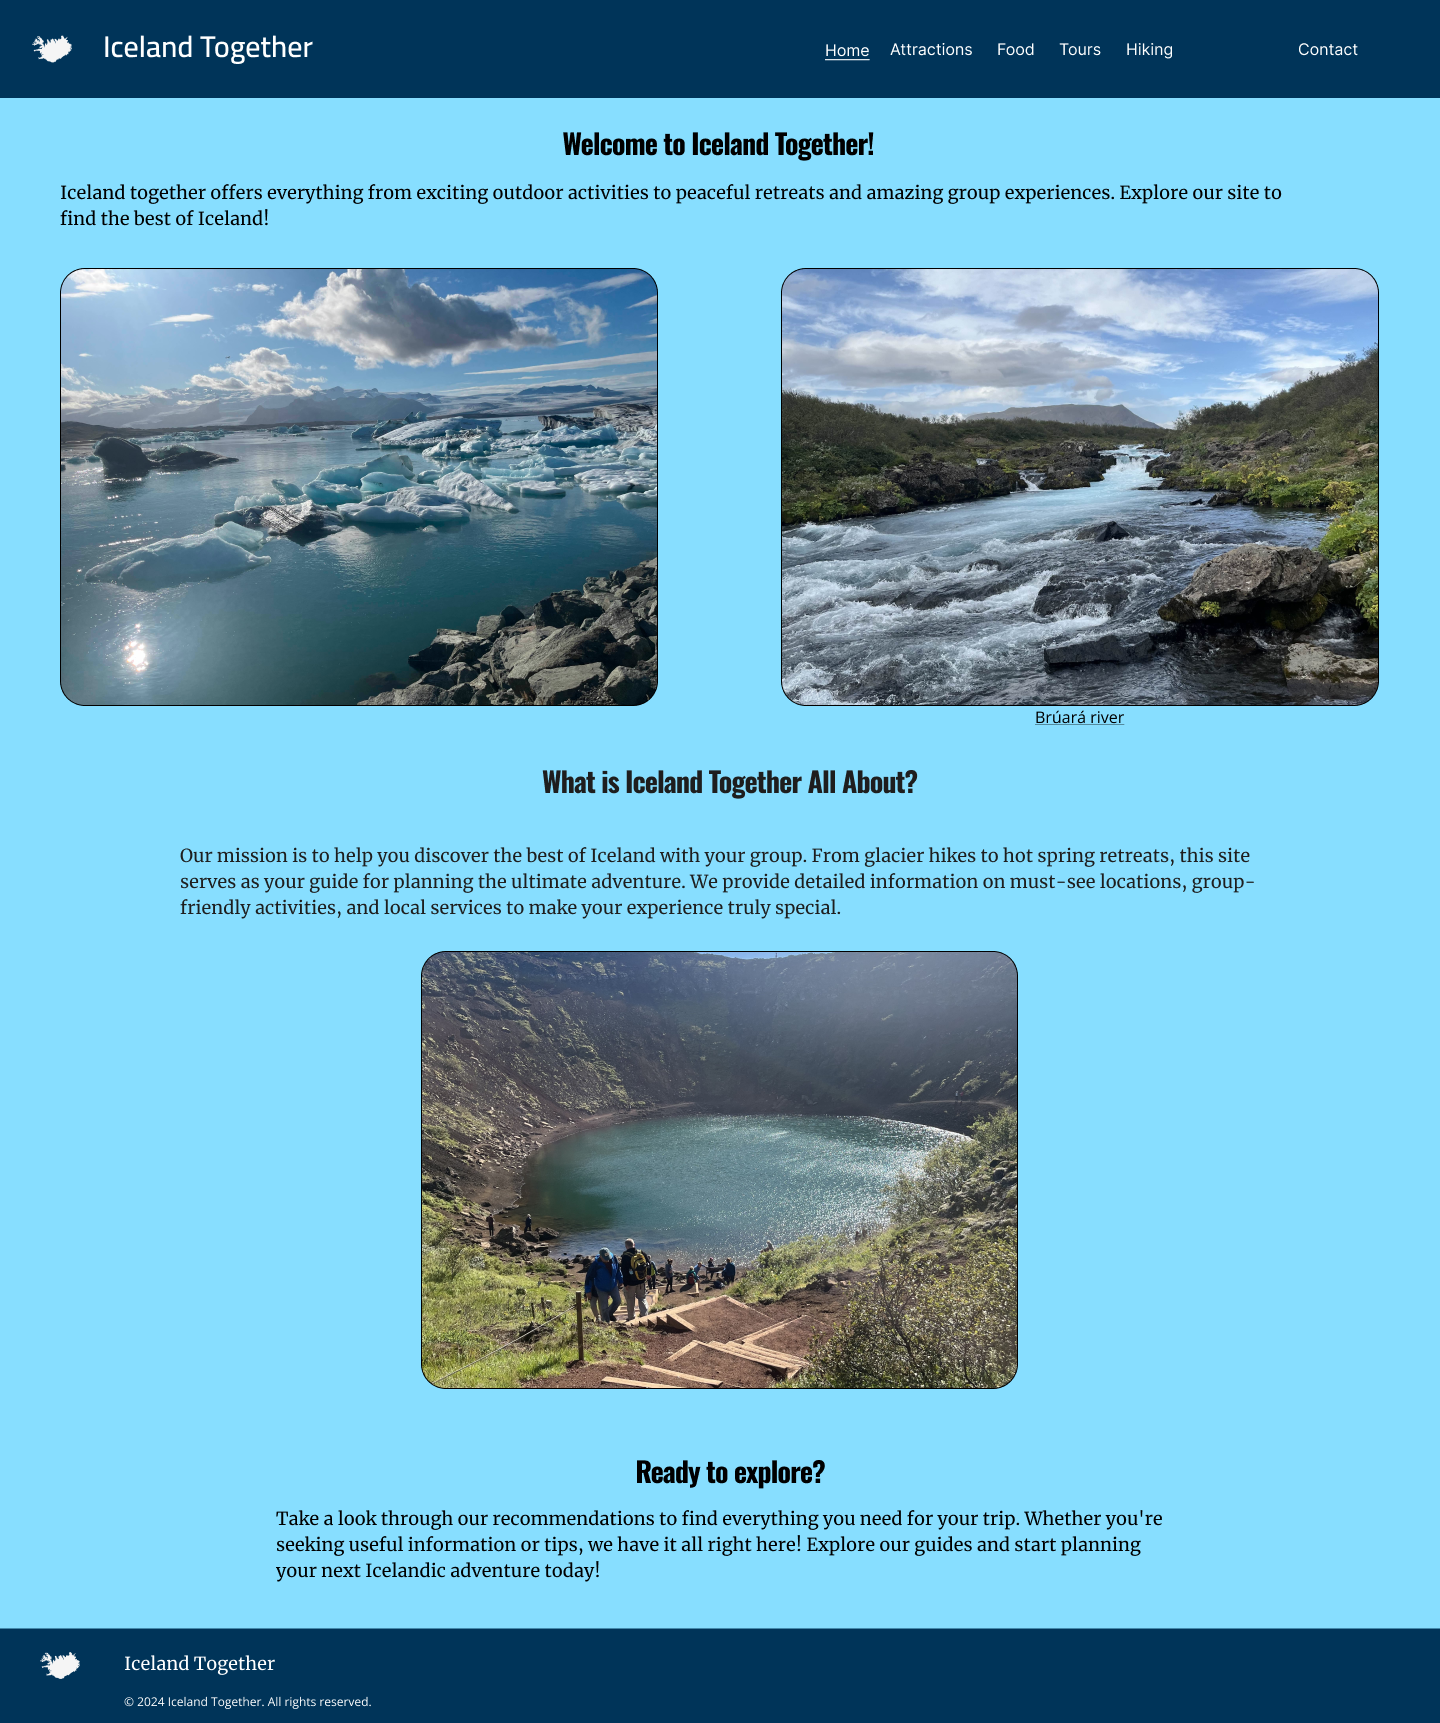 Iceland Together
Home Attractions Food Tours Hiking Contact
Welcome to Iceland Together!
Iceland together offers everything from exciting outdoor activities to peaceful retreats and amazing group experiences. Explore our site to
find the best of Iceland!
Brúará river
What is Iceland Together All About?
Our mission is to help you discover the best of Iceland with your group. From glacier hikes to hot spring retreats, this site
serves as your guide for planning the ultimate adventure. We provide detailed information on must-see locations, group-
friendly activities, and local services to make your experience truly special.
Ready to explore?
Take a look through our recommendations to find everything you need for your trip. Whether you're
seeking useful information or tips, we have it all right here! Explore our guides and start planning
your next Icelandic adventure today!
Iceland Together
© 2024 Iceland Together. All rights reserved.